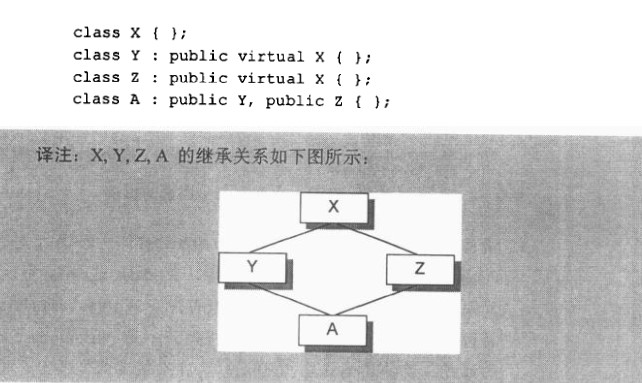 class X { };
class Y : public virtual X { };
class Z : public virtual X { };
class A : public Y, public Z { };
译注：X, Y, Z, A 的继承关系如下图所示：
X
Y Z
A